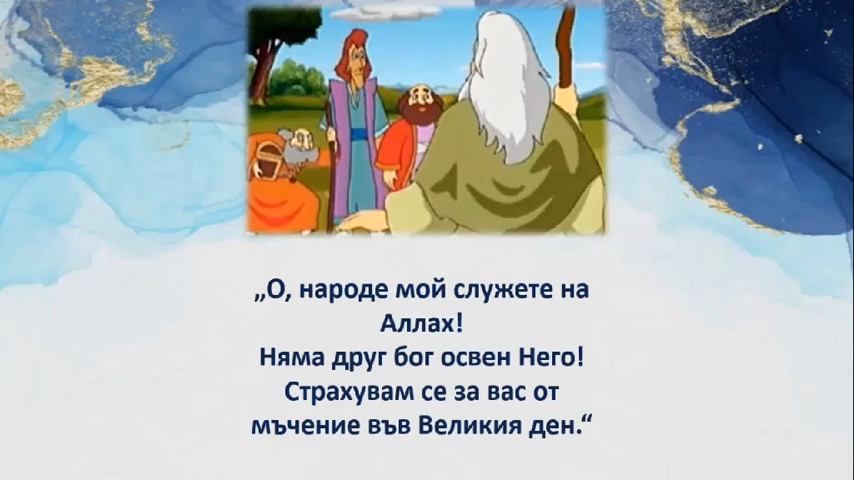 „О, народе мой служете на
Аллах!
Няма друг бог освен Него!
Страхувам се за вас от
мъчение във Великия ден.“